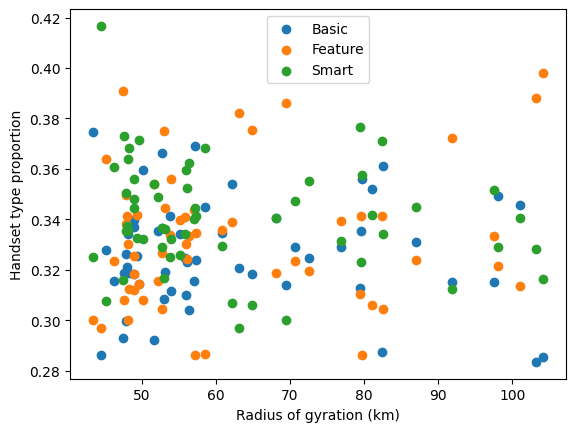 Basic
Feature
Smart
0.42
0.40
0.38
0.36
0.34
0.32
0.30
0.28
Handset type proportion
50
60
70
80
90
100
Radius of gyration (km)